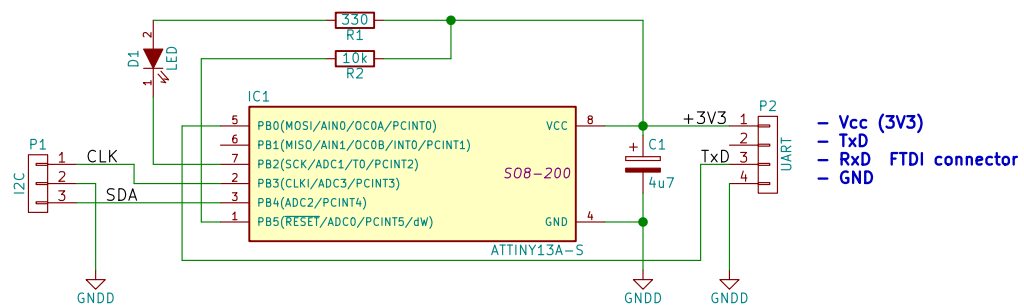 330
R1
10k
R2
2
D1
LED
1
IC1
5 PB0(MOSI/AIN0/OC0A/PCINT0)
6 PB1(MISO/AIN1/OC0B/INT0/PCINT1)
7 PB2(SCK/ADC1/T0/PCINT2)
2 PB3(CLKI/ADC3/PCINT3)
3 PB4(ADC2/PCINT4)
1 PB5(RESET/ADC0/PCINT5/dW)
VCC 8
SO8-200
GND 4
ATTINY13A-S
P1
I2C
1 CLK
2
3 SDA
GNDD
+
C1
4u7
GNDD
P2
+3V3 1
2
TxD 3
4
UART
GNDD
- Vcc (3V3)
- TxD
- RxD FTDI connector
- GND